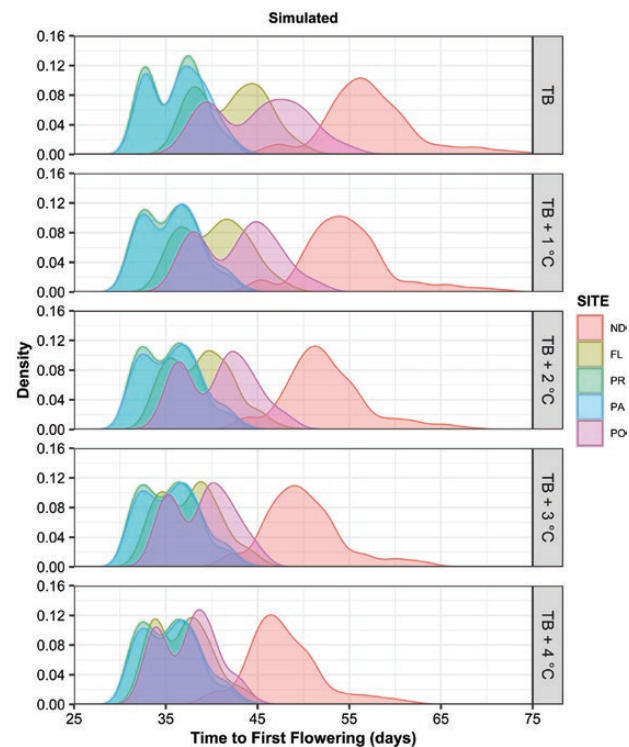 Simulated
0.16
0.12
0.08
0.04
0.00
TB
0.16
0.12
0.08
0.04
0.00
TB + 1 °C
0.16
0.12
0.08
0.04
0.00
TB + 2 °C
0.16
0.12
0.08
0.04
0.00
TB + 3 °C
0.16
0.12
0.08
0.04
0.00
TB + 4 °C
25 35 45 55 65 75
Time to First Flowering (days)
Density
SITE
ND
FL
PR
PA
PO